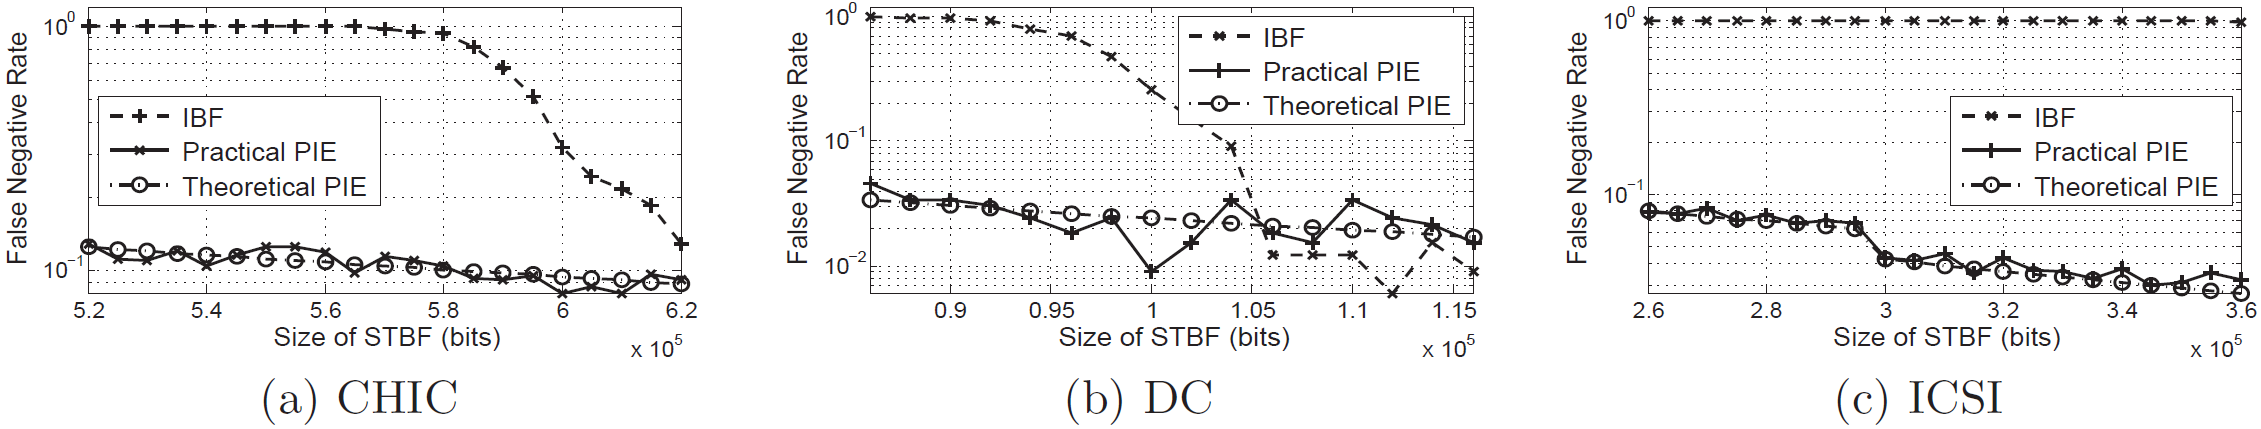 False Negative Rate
10^0
10^-1
IBF
Practical PIE
Theoretical PIE
5.2 5.4 5.6 5.8 6 6.2
Size of STBF (bits)
x 10^5
(a) CHIC
False Negative Rate
10^0
10^-1
10^-2
IBF
Practical PIE
Theoretical PIE
0.9 0.95 1 1.05 1.1 1.15
Size of STBF (bits)
x 10^5
(b) DC
False Negative Rate
10^0
10^-1
IBF
Practical PIE
Theoretical PIE
2.6 2.8 3 3.2 3.4 3.6
Size of STBF (bits)
x 10^5
(c) ICSI